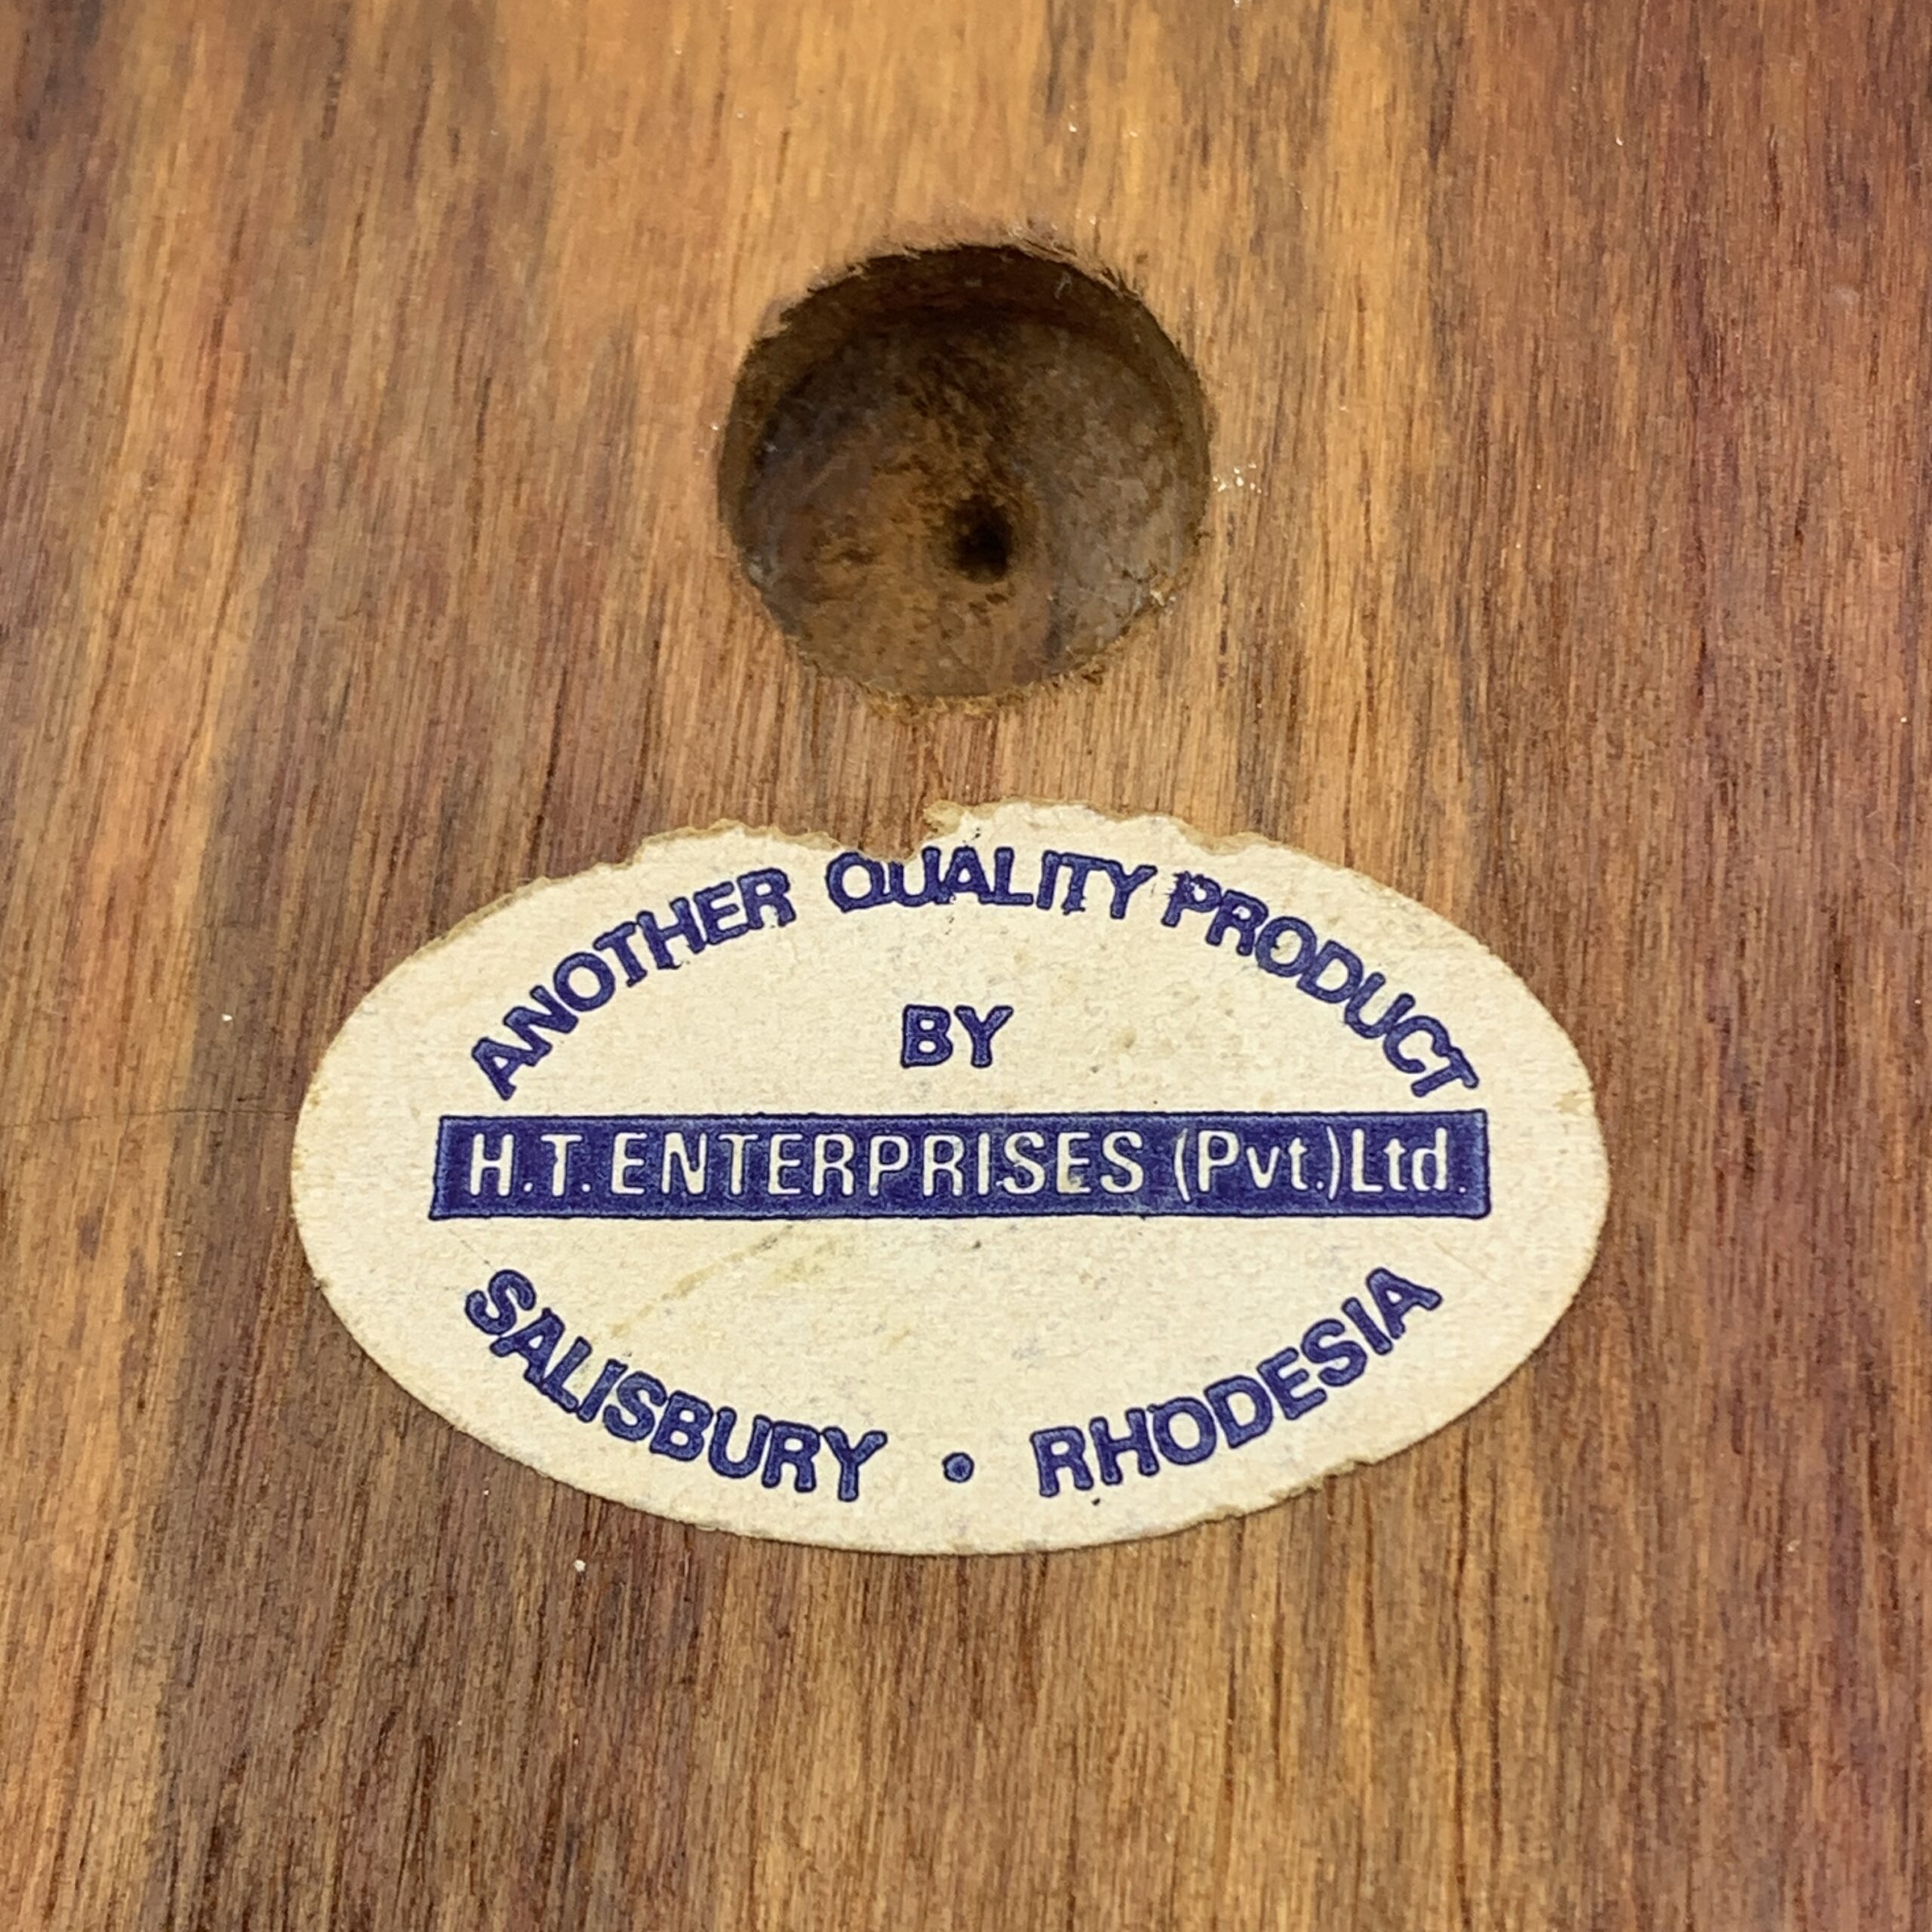 ANOTHER QUALITY PRODUCT
BY
H.T. ENTERPRISES (Pvt.) Ltd.
SALISBURY • RHODESIA